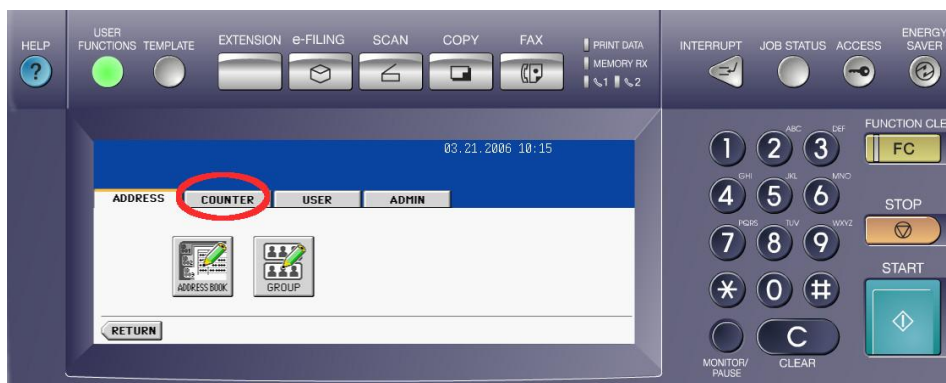 HELP
USER
FUNCTIONS TEMPLATE
EXTENSION e-FILING SCAN COPY FAX
PRINT DATA
MEMORY RX
1 2
INTERRUPT JOB STATUS ACCESS
ENERGY
SAVER
?
03.21.2006 10:15
ADDRESS COUNTER USER ADMIN
ADDRESS BOOK GROUP
RETURN
ABC DEF
1 2 3
GHI JKL MNO
4 5 6
PQRS TUV WXYZ
7 8 9
* 0 #
MONITOR/
PAUSE
C
CLEAR
FUNCTION CLE
FC
STOP
START